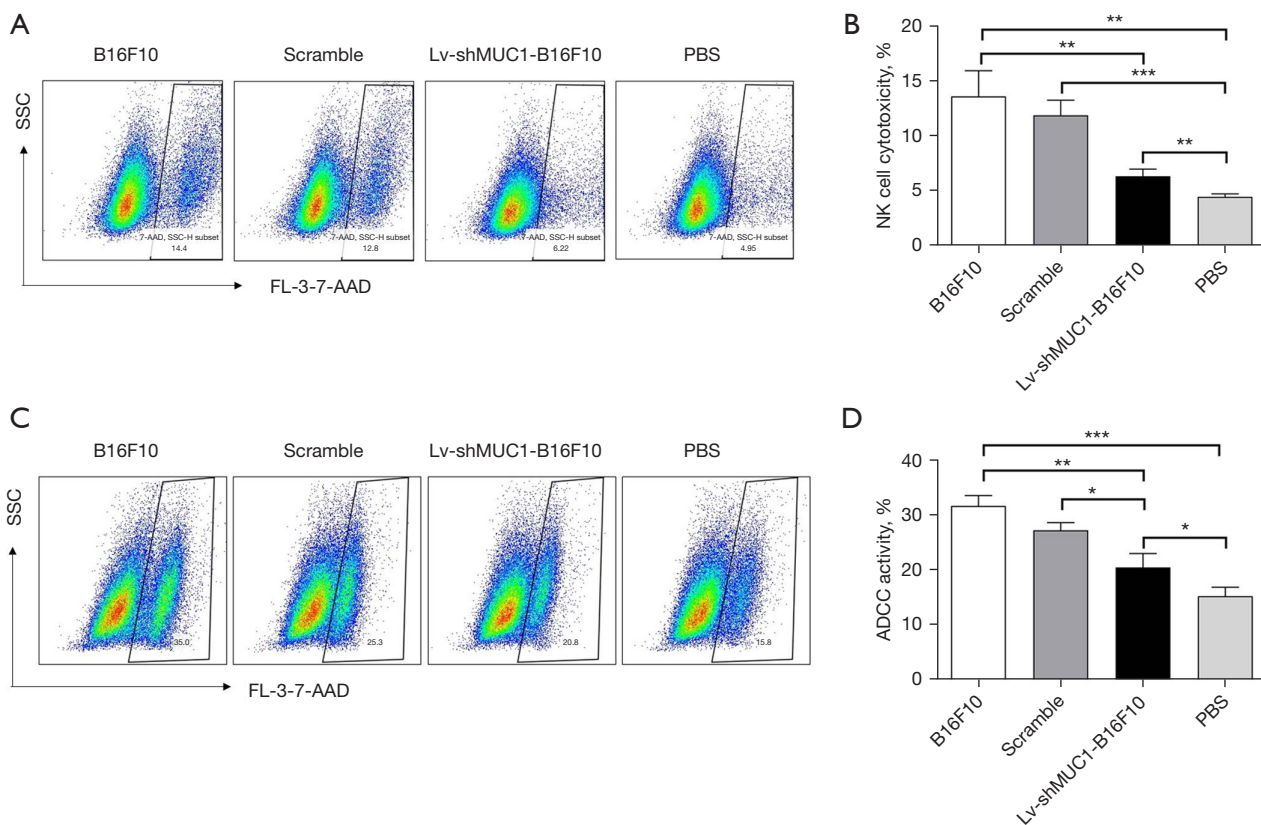 A
B16F10
Scramble
Lv-shMUC1-B16F10
PBS
SSC
7-AAD, SSC-H subset
14.4
7-AAD, SSC-H subset
12.8
7-AAD, SSC-H subset
6.22
7-AAD, SSC-H subset
4.95
FL-3-7-AAD
B
NK cell cytotoxicity, %
20
15
10
5
0
**
**
***
**
B16F10
Scramble
Lv-shMUC1-B16F10
PBS
C
B16F10
Scramble
Lv-shMUC1-B16F10
PBS
SSC
35.0
25.3
20.8
15.8
FL-3-7-AAD
D
ADCC activity, %
40
30
20
10
0
***
**
*
*
B16F10
Scramble
Lv-shMUC1-B16F10
PBS